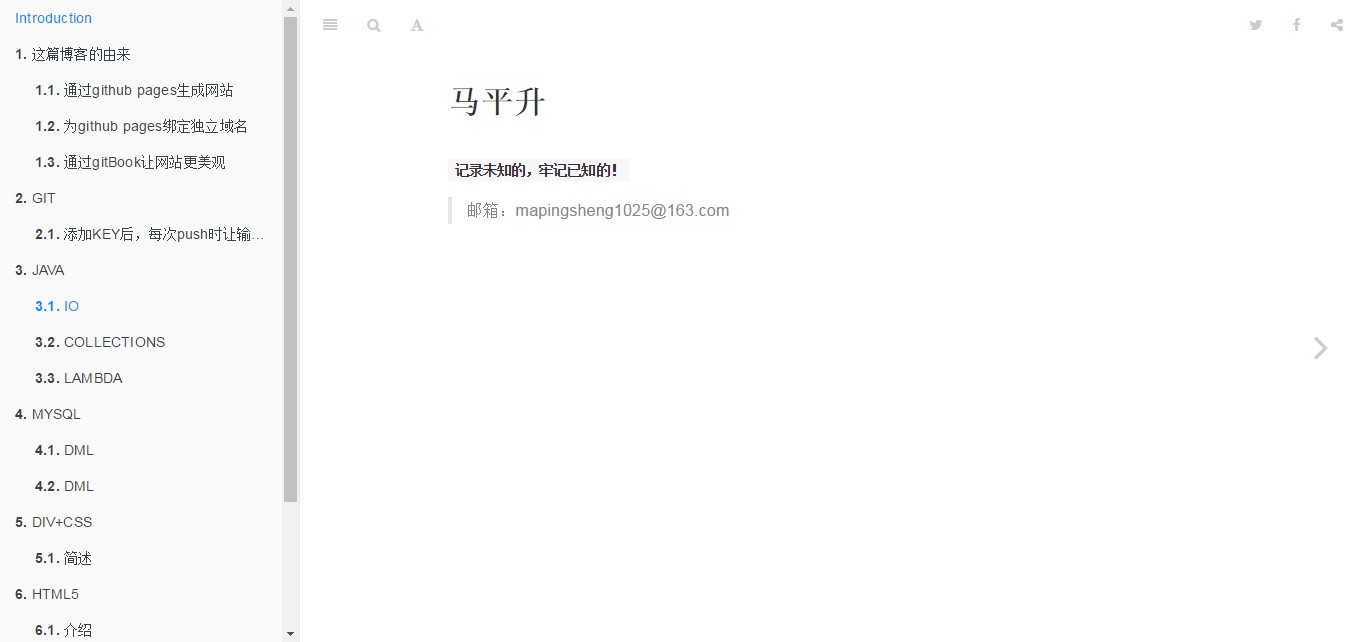 Introduction
1. 这篇博客的由来
1.1. 通过github pages生成网站
1.2. 为github pages绑定独立域名
1.3. 通过gitBook让网站更美观
2. GIT
2.1. 添加KEY后，每次push时让输...
3. JAVA
3.1. IO
3.2. COLLECTIONS
3.3. LAMBDA
4. MYSQL
4.1. DML
4.2. DML
5. DIV+CSS
5.1. 简述
6. HTML5
6.1. 介绍
A
马平升
记录未知的，牢记已知的！
邮箱：mapingsheng1025@163.com